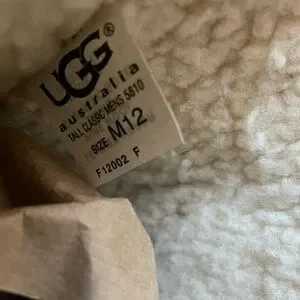 UGG®
australia
TALL CLASSIC MENS 5810
SIZE M12
F12002 F